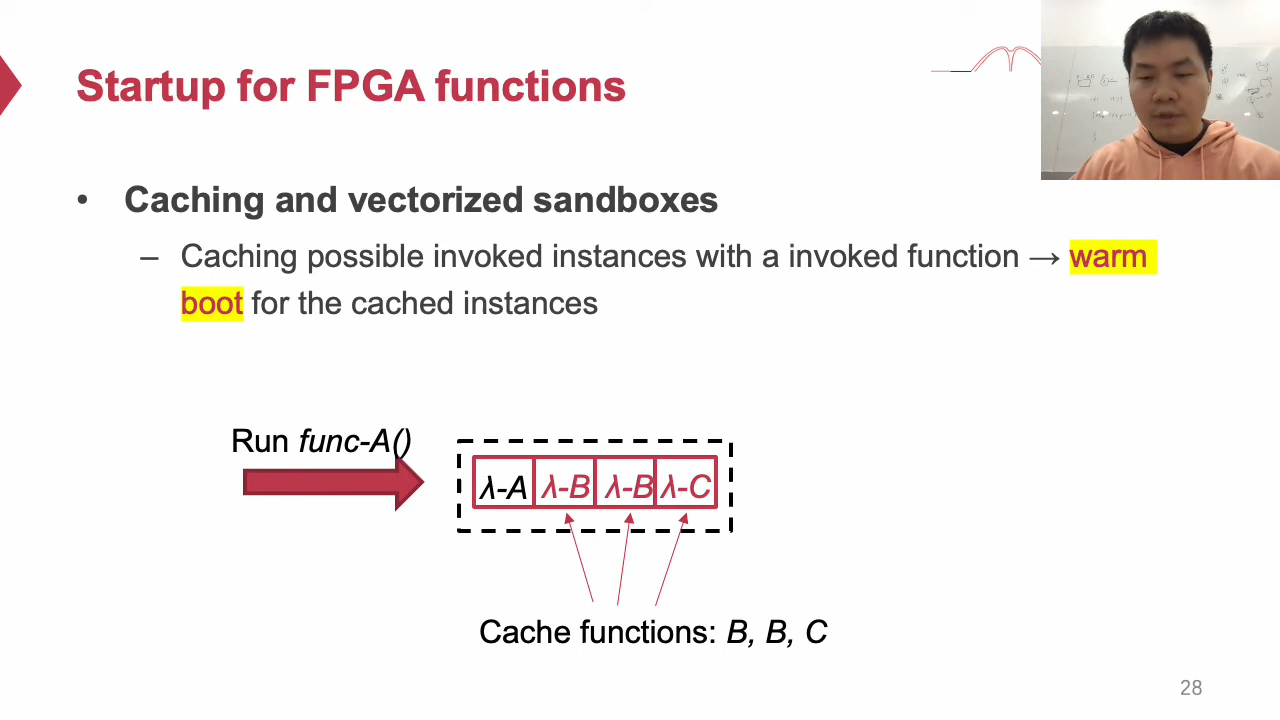 Startup for FPGA functions
• Caching and vectorized sandboxes
– Caching possible invoked instances with a invoked function → warm
boot for the cached instances
Run func-A()
λ-A λ-B λ-B λ-C
Cache functions: B, B, C
28